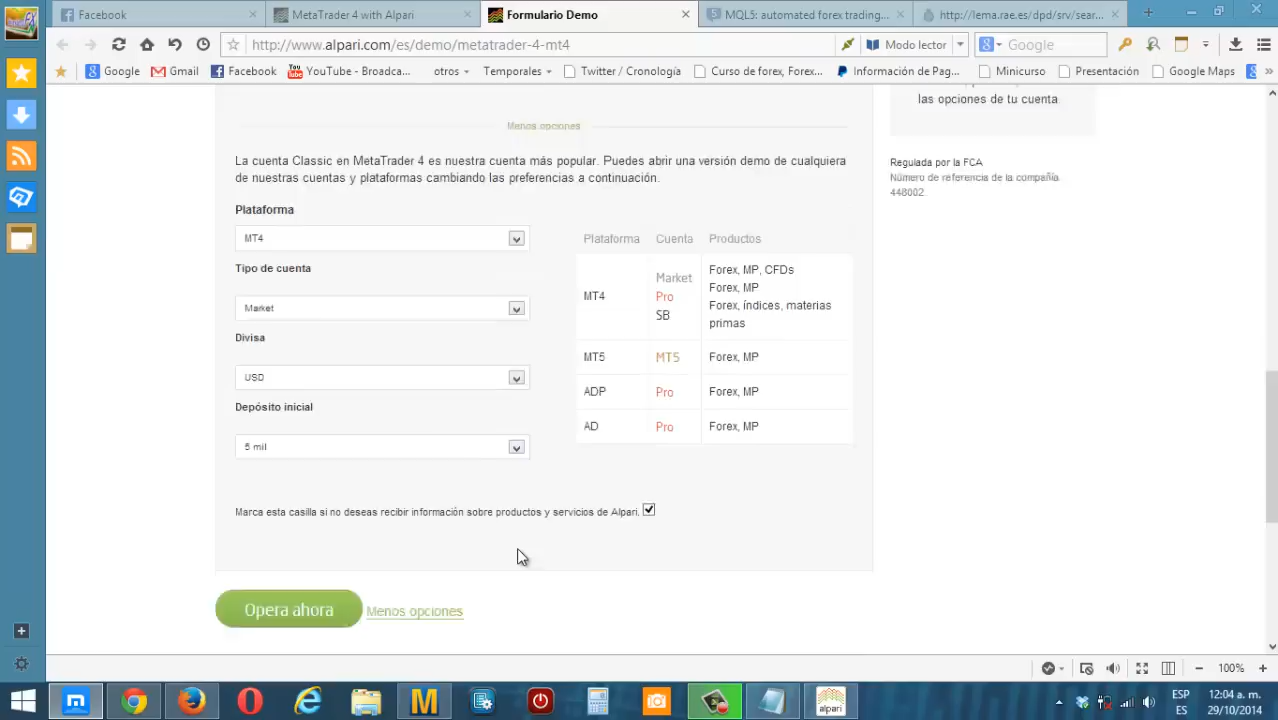 Facebook
MetaTrader 4 with Alpari
Formulario Demo
MQL5: automated forex trading...
http://lema.rae.es/dpd/srv/sear...
http://www.alpari.com/es/demo/metatrader-4-mt4
Modo lector
Google
Google
Gmail
Facebook
YouTube - Broadca...
otros
Temporales
Twitter / Cronología
Curso de forex, Forex...
Información de Pag...
Minicurso
Presentación
Google Maps
las opciones de tu cuenta.
Menos opciones
Regulada por la FCA
Número de referencia de la compañía
448002
La cuenta Classic en MetaTrader 4 es nuestra cuenta más popular. Puedes abrir una versión demo de cualquiera
de nuestras cuentas y plataformas cambiando las preferencias a continuación.
Plataforma
MT4
Tipo de cuenta
Market
Divisa
USD
Depósito inicial
5 mil
Plataforma Cuenta Productos
MT4
Market
Pro
SB
Forex, MP, CFDs
Forex, MP
Forex, índices, materias
primas
MT5 MT5 Forex, MP
ADP Pro Forex, MP
AD Pro Forex, MP
Marca esta casilla si no deseas recibir información sobre productos y servicios de Alpari.
Opera ahora
Menos opciones
100%
alpari
ESP
ES
12:04 a. m.
29/10/2014